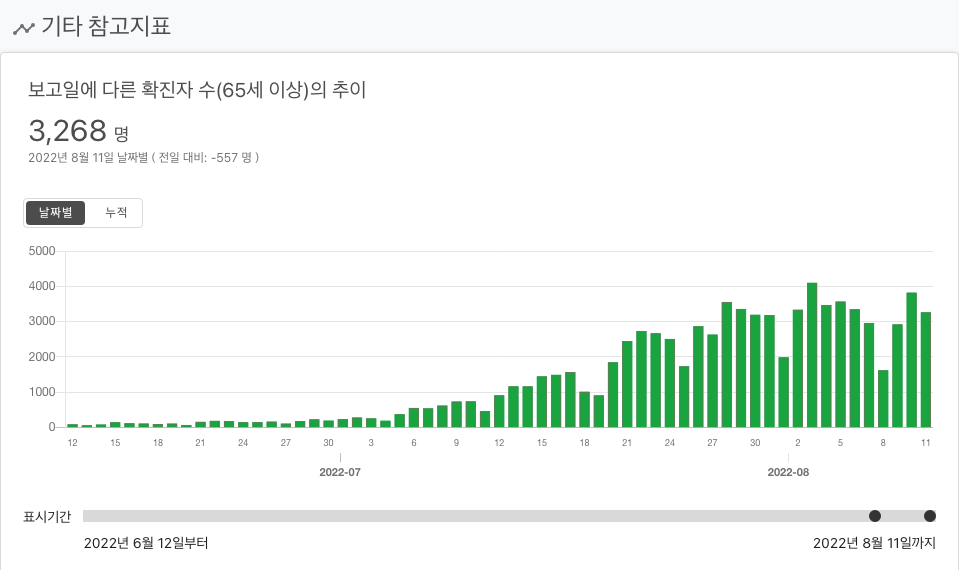 기타 참고지표
보고일에 다른 확진자 수(65세 이상)의 추이
3,268 명
2022년 8월 11일 날짜별 ( 전일 대비: -557 명 )
날짜별 누적
5000
4000
3000
2000
1000
0
12 15 18 21 24 27 30 3 6 9 12 15 18 21 24 27 30 2 5 8 11
2022-07 2022-08
표시기간
2022년 6월 12일부터 2022년 8월 11일까지